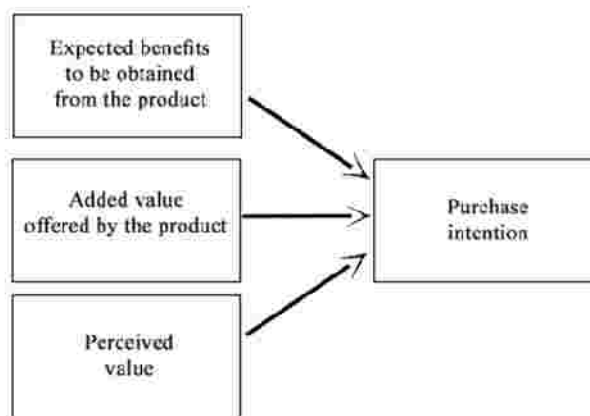 Expected benefits
to be obtained
from the product
Added value
offered by the product
Perceived
value
Purchase
intention